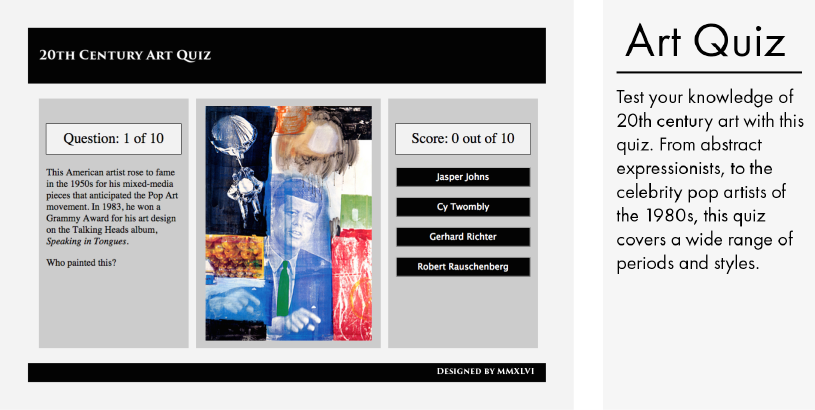 20TH CENTURY ART QUIZ
Question: 1 of 10
This American artist rose to fame
in the 1950s for his mixed-media
pieces that anticipated the Pop Art
movement. In 1983, he won a
Grammy Award for his art design
on the Talking Heads album,
Speaking in Tongues.
Who painted this?
Score: 0 out of 10
Jasper Johns
Cy Twombly
Gerhard Richter
Robert Rauschenberg
DESIGNED BY MMXLVI
Art Quiz
Test your knowledge of
20th century art with this
quiz. From abstract
expressionists, to the
celebrity pop artists of
the 1980s, this quiz
covers a wide range of
periods and styles.